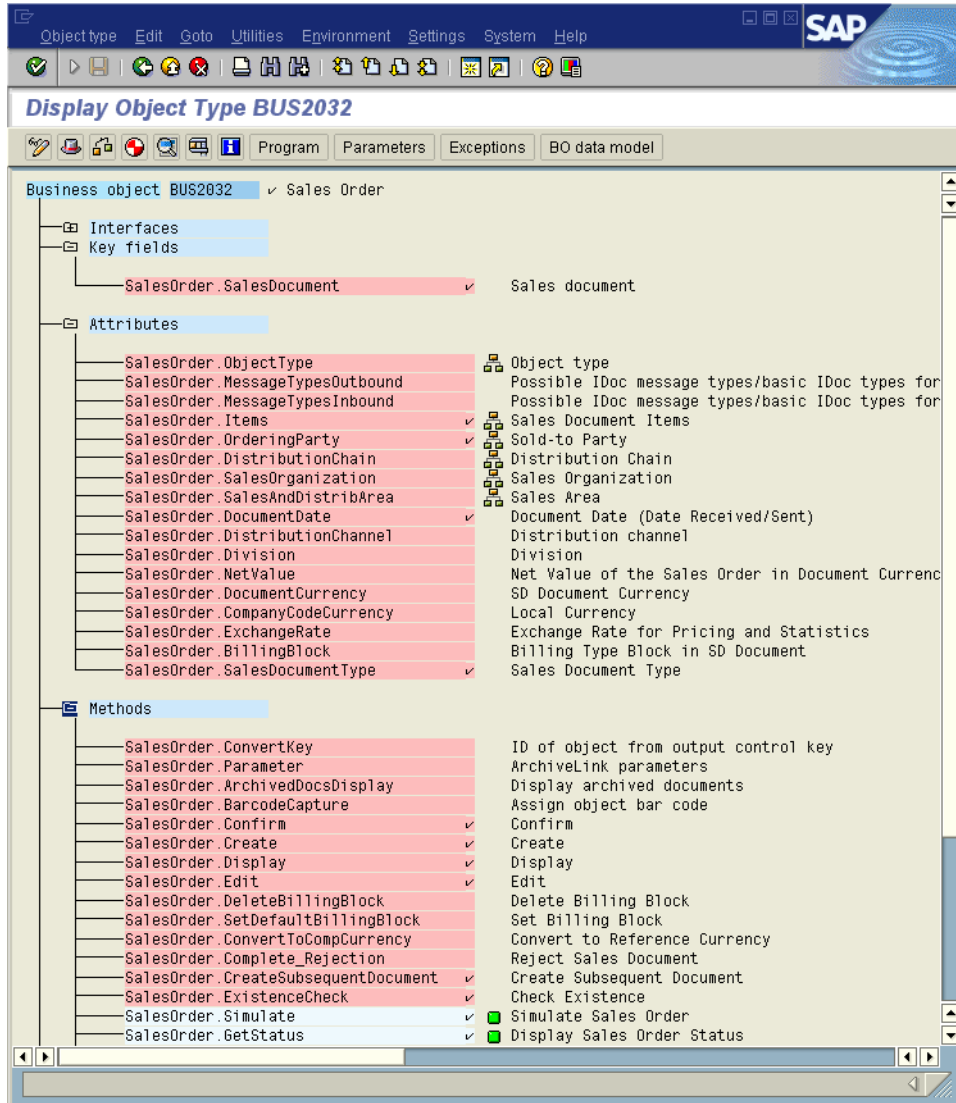 Object type Edit Goto Utilities Environment Settings System Help
SAP
Display Object Type BUS2032
Program Parameters Exceptions BO data model
Business object BUS2032 ✓ Sales Order
Interfaces
Key fields
SalesOrder.SalesDocument ✓ Sales document
Attributes
SalesOrder.ObjectType Object type
SalesOrder.MessageTypesOutbound Possible IDoc message types/basic IDoc types for
SalesOrder.MessageTypesInbound Possible IDoc message types/basic IDoc types for
SalesOrder.Items ✓ Sales Document Items
SalesOrder.OrderingParty ✓ Sold-to Party
SalesOrder.DistributionChain Distribution Chain
SalesOrder.SalesOrganization Sales Organization
SalesOrder.SalesAndDistribArea Sales Area
SalesOrder.DocumentDate ✓ Document Date (Date Received/Sent)
SalesOrder.DistributionChannel Distribution channel
SalesOrder.Division Division
SalesOrder.NetValue Net Value of the Sales Order in Document Currenc
SalesOrder.DocumentCurrency SD Document Currency
SalesOrder.CompanyCodeCurrency Local Currency
SalesOrder.ExchangeRate Exchange Rate for Pricing and Statistics
SalesOrder.BillingBlock Billing Type Block in SD Document
SalesOrder.SalesDocumentType ✓ Sales Document Type
Methods
SalesOrder.ConvertKey ID of object from output control key
SalesOrder.Parameter ArchiveLink parameters
SalesOrder.ArchivedDocsDisplay Display archived documents
SalesOrder.BarcodeCapture Assign object bar code
SalesOrder.Confirm ✓ Confirm
SalesOrder.Create ✓ Create
SalesOrder.Display ✓ Display
SalesOrder.Edit ✓ Edit
SalesOrder.DeleteBillingBlock Delete Billing Block
SalesOrder.SetDefaultBillingBlock Set Billing Block
SalesOrder.ConvertToCompCurrency Convert to Reference Currency
SalesOrder.Complete_Rejection Reject Sales Document
SalesOrder.CreateSubsequentDocument ✓ Create Subsequent Document
SalesOrder.ExistenceCheck ✓ Check Existence
SalesOrder.Simulate ✓ Simulate Sales Order
SalesOrder.GetStatus ✓ Display Sales Order Status